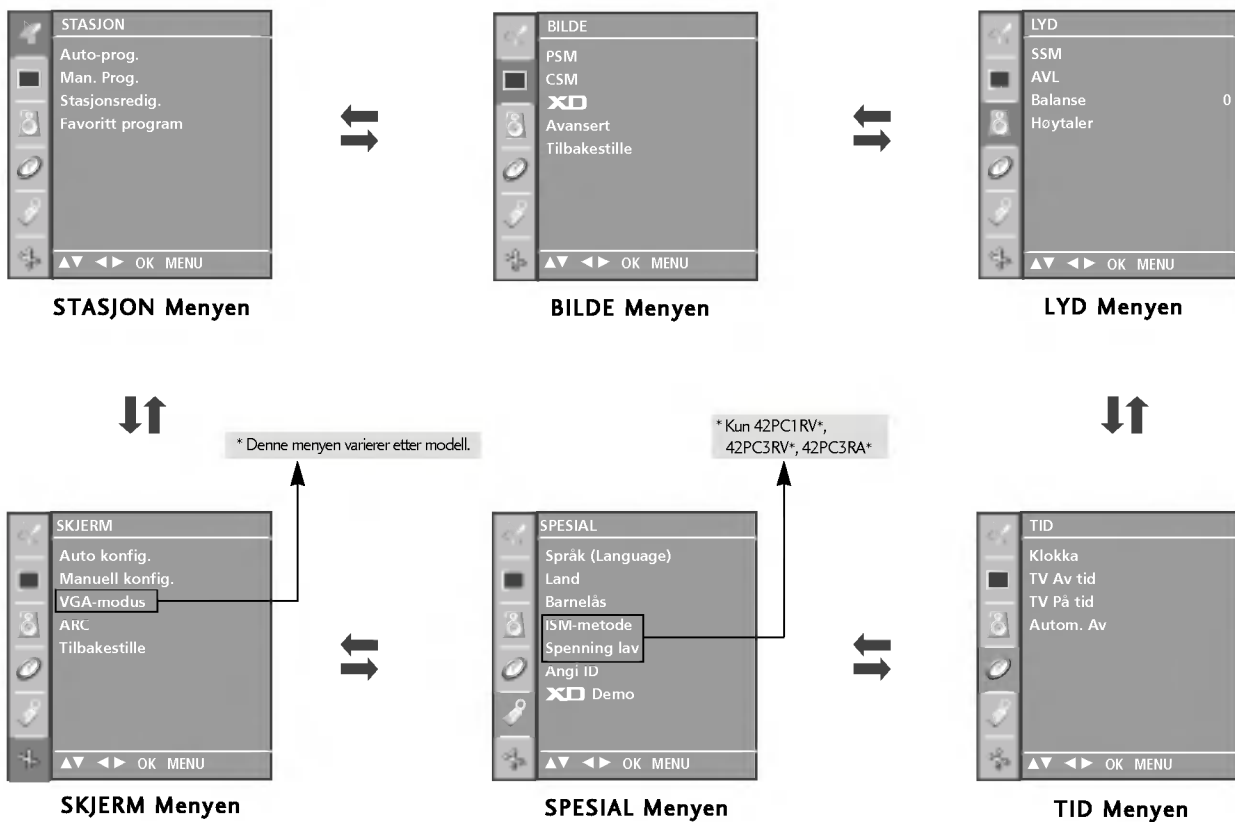 STASJON
Auto-prog.
Man. Prog.
Stasjonsredig.
Favoritt program
▲▼ ◄► OK MENU
STASJON Menyen
BILDE
PSM
CSM
XD
Avansert
Tilbakestille
▲▼ ◄► OK MENU
BILDE Menyen
LYD
SSM
AVL
Balanse 0
Høytaler
▲▼ ◄► OK MENU
LYD Menyen
* Denne menyen varierer etter modell.
* Kun 42PC1RV*,
42PC3RV*, 42PC3RA*
SKJERM
Auto konfig.
Manuell konfig.
VGA-modus
ARC
Tilbakestille
▲▼ ◄► OK MENU
SKJERM Menyen
SPESIAL
Språk (Language)
Land
Barnelås
ISM-metode
Spenning lav
Angi ID
XD Demo
▲▼ ◄► OK MENU
SPESIAL Menyen
TID
Klokka
TV Av tid
TV På tid
Autom. Av
▲▼ ◄► OK MENU
TID Menyen